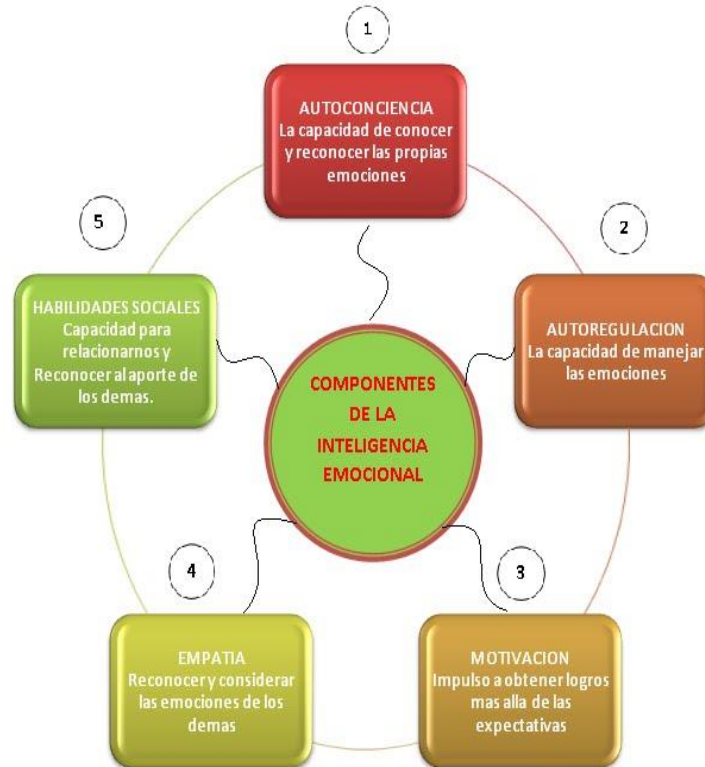 1
AUTOCONCIENCIA
La capacidad de conocer
y reconocer las propias
emociones
2
AUTOREGULACION
La capacidad de manejar
las emociones
3
MOTIVACION
Impulso a obtener logros
mas alla de las
expectativas
4
EMPATIA
Reconocer y considerar
las emociones de los
demas
5
HABILIDADES SOCIALES
Capacidad para
relacionarnos y
Reconocer al aporte de
los demas.
COMPONENTES
DE LA
INTELIGENCIA
EMOCIONAL